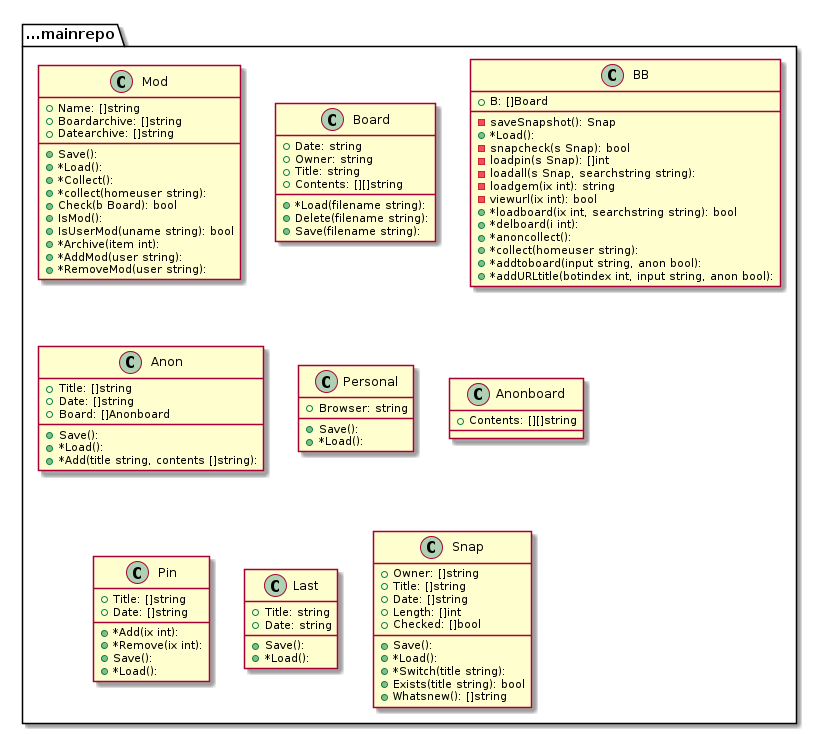 ...mainrepo
C Mod
Name: []string
Boardarchive: []string
Datearchive: []string
Save():
*Load():
*Collect():
*collect(homeuser string):
Check(b Board): bool
IsMod():
IsUserMod(uname string): bool
*Archive(item int):
*AddMod(user string):
*RemoveMod(user string):
C Board
Date: string
Owner: string
Title: string
Contents: [][]string
*Load(filename string):
Delete(filename string):
Save(filename string):
C BB
B: []Board
saveSnapshot(): Snap
*Load():
snapcheck(s Snap): bool
loadpin(s Snap): []int
loadall(s Snap, searchstring string):
loadgem(ix int): string
viewurl(ix int): bool
*loadboard(ix int, searchstring string): bool
*delboard(i int):
*anoncollect():
*collect(homeuser string):
*addtoboard(input string, anon bool):
*addURLtitle(botindex int, input string, anon bool):
C Anon
Title: []string
Date: []string
Board: []Anonboard
Save():
*Load():
*Add(title string, contents []string):
C Personal
Browser: string
Save():
*Load():
C Anonboard
Contents: [][]string
C Pin
Title: []string
Date: []string
*Add(ix int):
*Remove(ix int):
Save():
*Load():
C Last
Title: string
Date: string
Save():
*Load():
C Snap
Owner: []string
Title: []string
Date: []string
Length: []int
Checked: []bool
Save():
*Load():
*Switch(title string):
Exists(title string): bool
Whatsnew(): []string